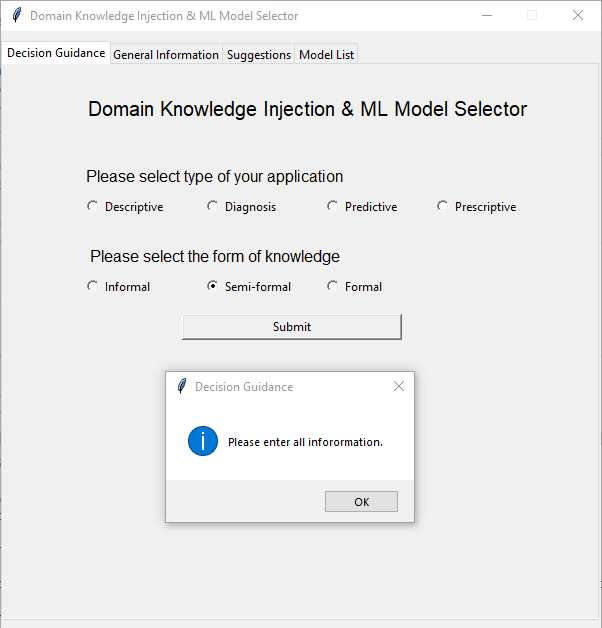 Domain Knowledge Injection & ML Model Selector
Decision Guidance General Information Suggestions Model List
Domain Knowledge Injection & ML Model Selector
Please select type of your application
Descriptive Diagnosis Predictive Prescriptive
Please select the form of knowledge
Informal Semi-formal Formal
Submit
Decision Guidance
Please enter all inforormation.
OK